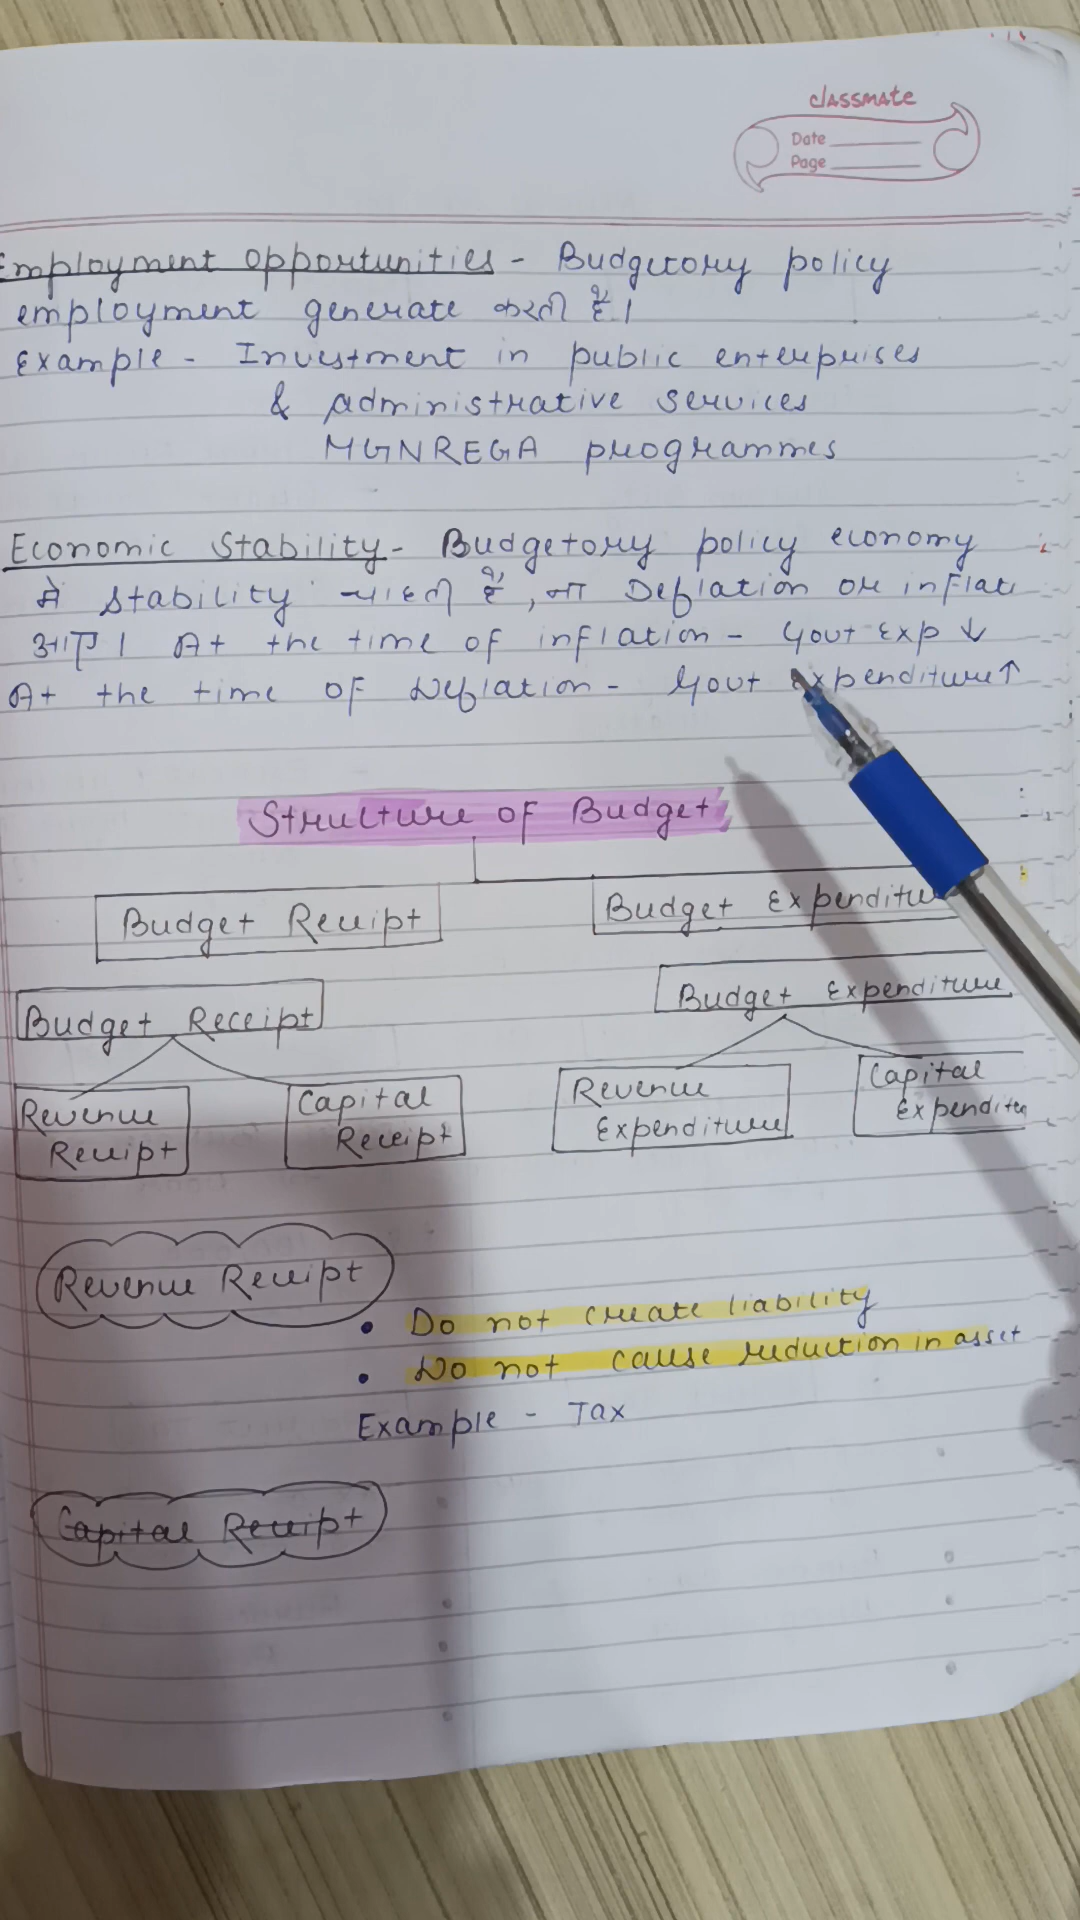 classmate
Date
Page
Employment opportunities - Budgetory policy
employment generate करती है।
Example - Investment in public enterprises
& administrative services
MGNREGA programmes
Economic Stability - Budgetory policy economy
में stability चाहती है, ना Deflation or inflati
आए। At the time of inflation - Govt Exp ↓
At the time of Deflation - Govt Expenditure ↑
Structure of Budget
Budget Receipt
Budget Expenditu
Budget Receipt
Budget Expenditure
Revenue
Receipt
Capital
Receipt
Revenue
Expenditure
Capital
Expenditu
Revenue Receipt
• Do not create liability
• Do not cause reduction in asset
Example - Tax
Capital Receipt